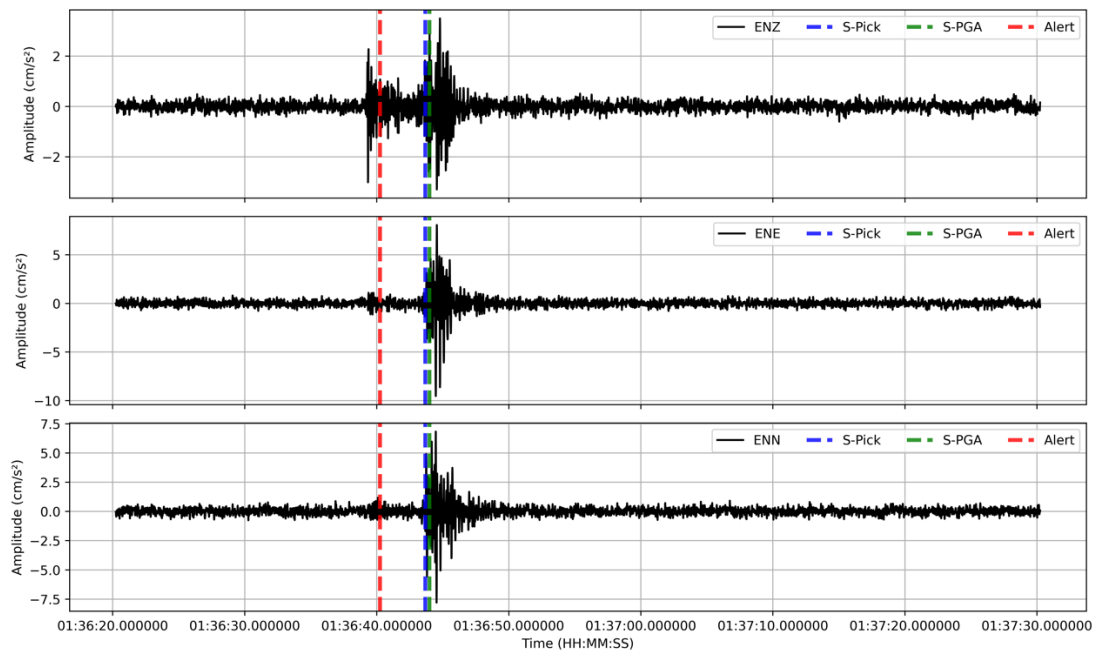 ENZ S-Pick S-PGA Alert
Amplitude (cm/s²)
2
0
−2
ENE S-Pick S-PGA Alert
Amplitude (cm/s²)
5
0
−5
−10
ENN S-Pick S-PGA Alert
Amplitude (cm/s²)
7.5
5.0
2.5
0.0
−2.5
−5.0
−7.5
01:36:20.000000 01:36:30.000000 01:36:40.000000 01:36:50.000000 01:37:00.000000 01:37:10.000000 01:37:20.000000 01:37:30.000000
Time (HH:MM:SS)